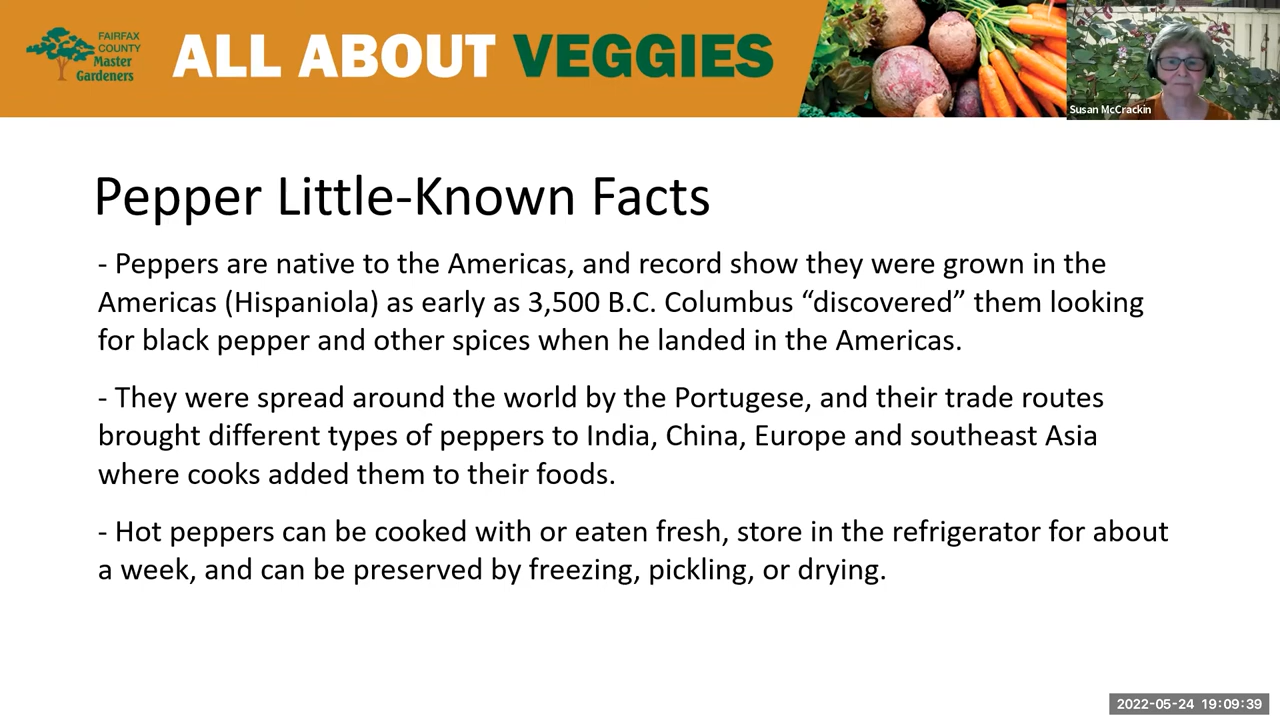 FAIRFAX
COUNTY
Master
Gardeners
ALL ABOUT VEGGIES
Susan McCrackin
Pepper Little-Known Facts
- Peppers are native to the Americas, and record show they were grown in the
Americas (Hispaniola) as early as 3,500 B.C. Columbus “discovered” them looking
for black pepper and other spices when he landed in the Americas.
- They were spread around the world by the Portugese, and their trade routes
brought different types of peppers to India, China, Europe and southeast Asia
where cooks added them to their foods.
- Hot peppers can be cooked with or eaten fresh, store in the refrigerator for about
a week, and can be preserved by freezing, pickling, or drying.
2022-05-24 19:09:39